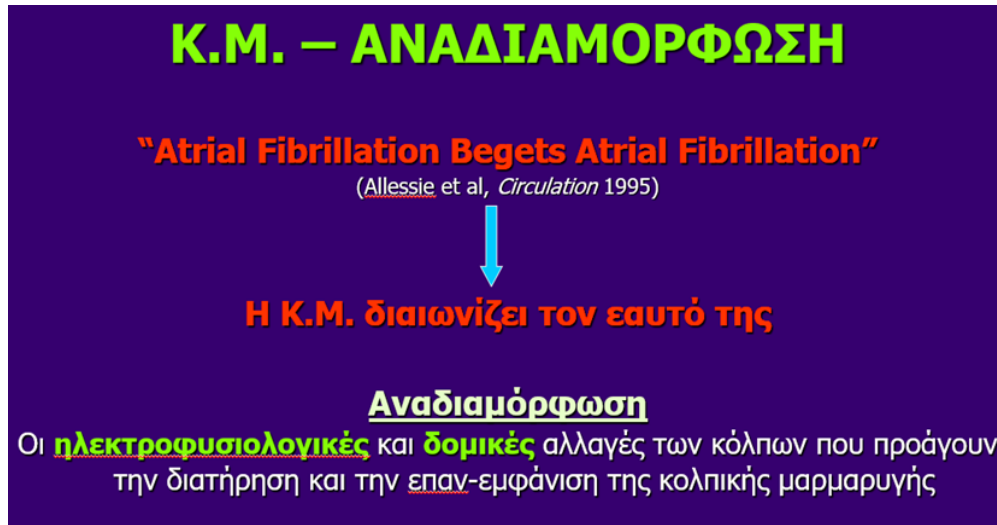 Κ.Μ. – ΑΝΑΔΙΑΜΟΡΦΩΣΗ
“Atrial Fibrillation Begets Atrial Fibrillation”
(Allessie et al, Circulation 1995)
Η Κ.Μ. διαιωνίζει τον εαυτό της
Αναδιαμόρφωση
Οι ηλεκτροφυσιολογικές και δομικές αλλαγές των κόλπων που προάγουν
την διατήρηση και την επαν-εμφάνιση της κολπικής μαρμαρυγής